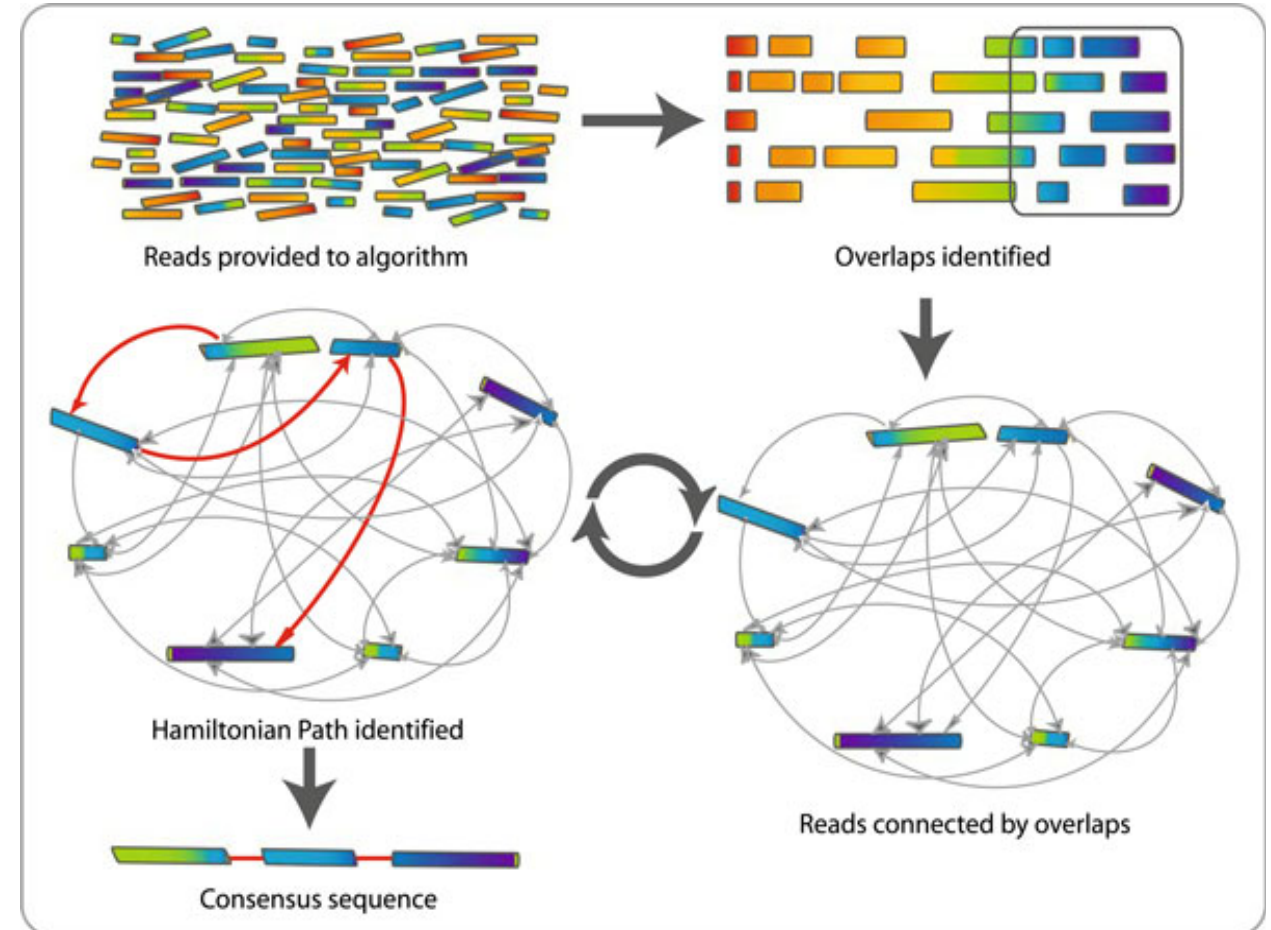 Reads provided to algorithm
Overlaps identified
Hamiltonian Path identified
Reads connected by overlaps
Consensus sequence